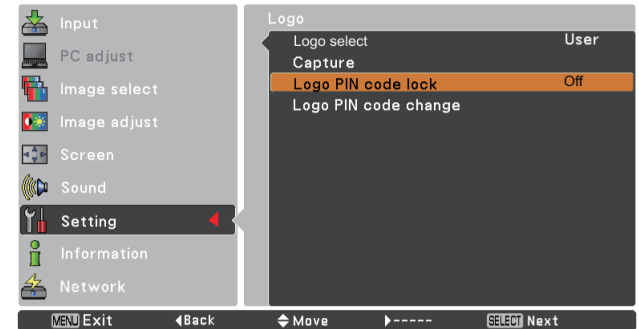 Input
PC adjust
Image select
Image adjust
Screen
Sound
Setting
Information
Network
Logo
Logo select User
Capture
Logo PIN code lock Off
Logo PIN code change
MENU Exit Back Move ----- SELECT Next